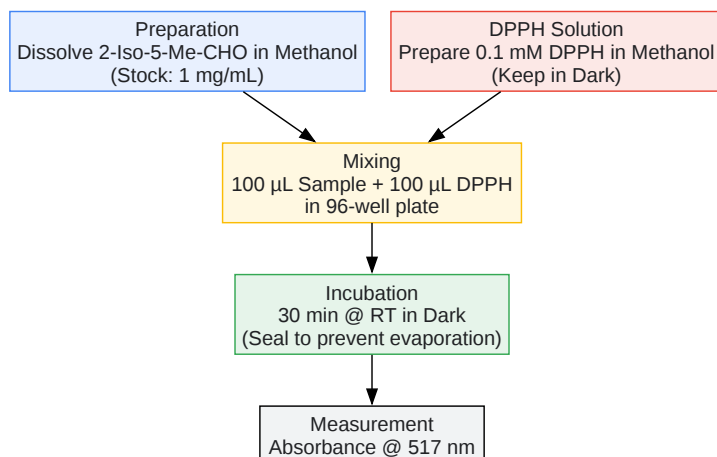 Preparation
Dissolve 2-Iso-5-Me-CHO in Methanol
(Stock: 1 mg/mL)
DPPH Solution
Prepare 0.1 mM DPPH in Methanol
(Keep in Dark)
Mixing
100 µL Sample + 100 µL DPPH
in 96-well plate
Incubation
30 min @ RT in Dark
(Seal to prevent evaporation)
Measurement
Absorbance @ 517 nm